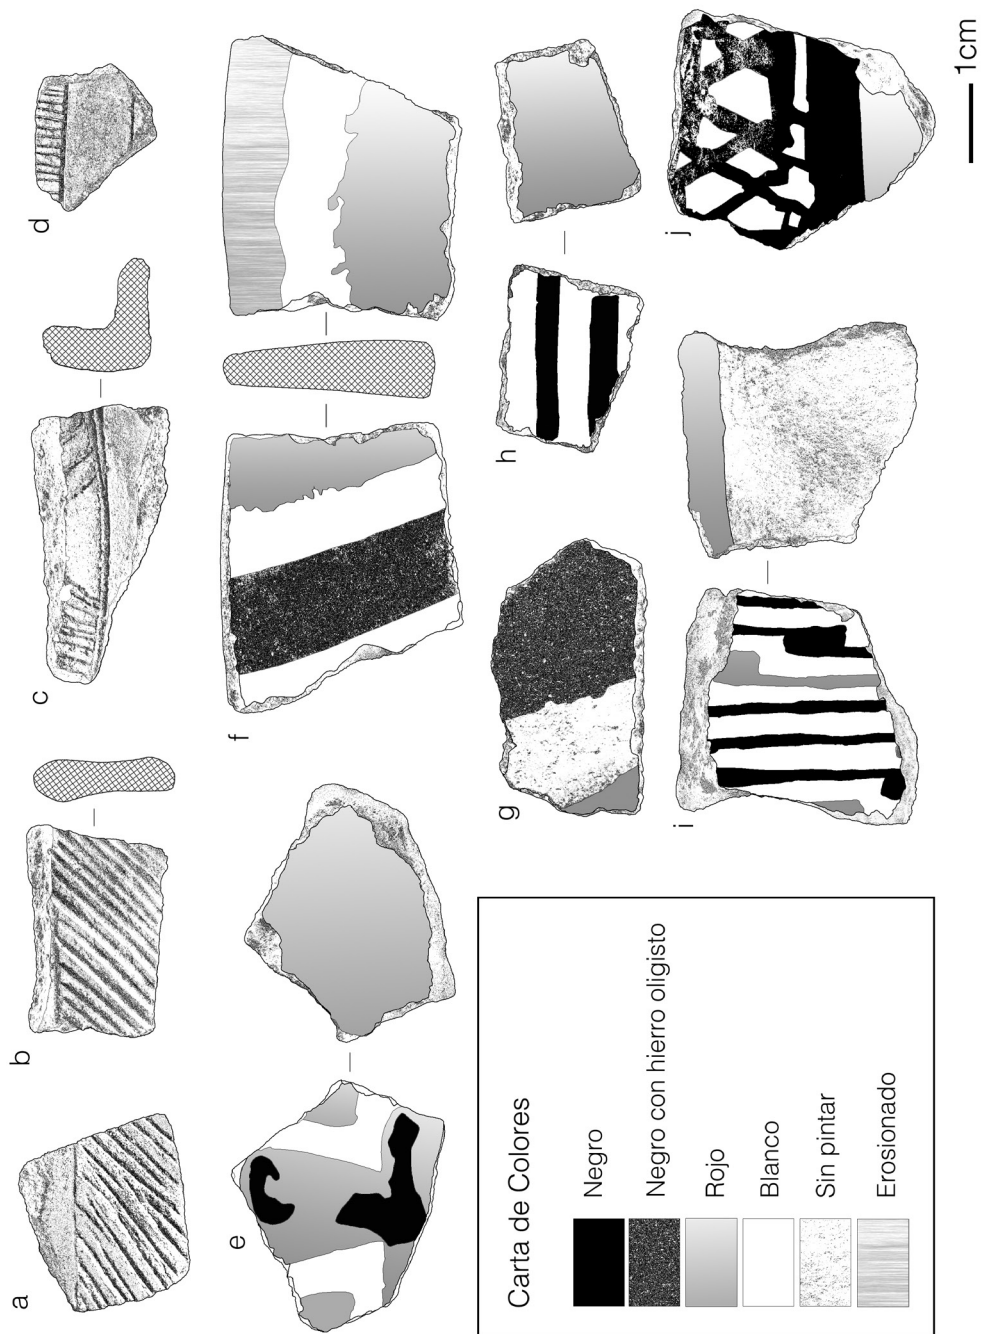 a
b
c
d
e
f
g
h
i
j
Carta de Colores
Negro
Negro con hierro oligisto
Rojo
Blanco
Sin pintar
Erosionado
1cm